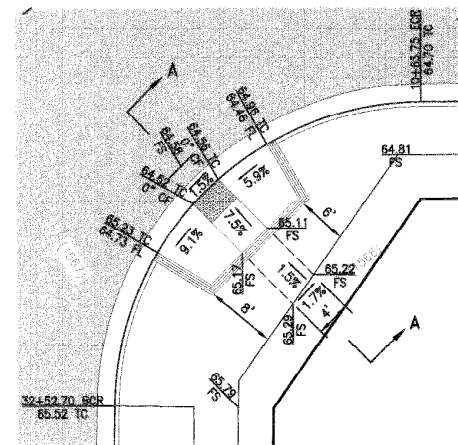 10+63.75 ECR
64.70 TC
A
64.96 TC
64.46 FL
64.58 TC
0" CF
64.58
FS
64.62 TC
0" CF
1.5%
5.9%
7.5%
9.1%
65.23 TC
64.73 FL
64.81
FS
6'
65.11
FS
65.17
FS
1.5%
65.22
FS
1.7%
4'
8'
65.29
FS
A
65.79
FS
32+52.70 BCR
65.52 TC